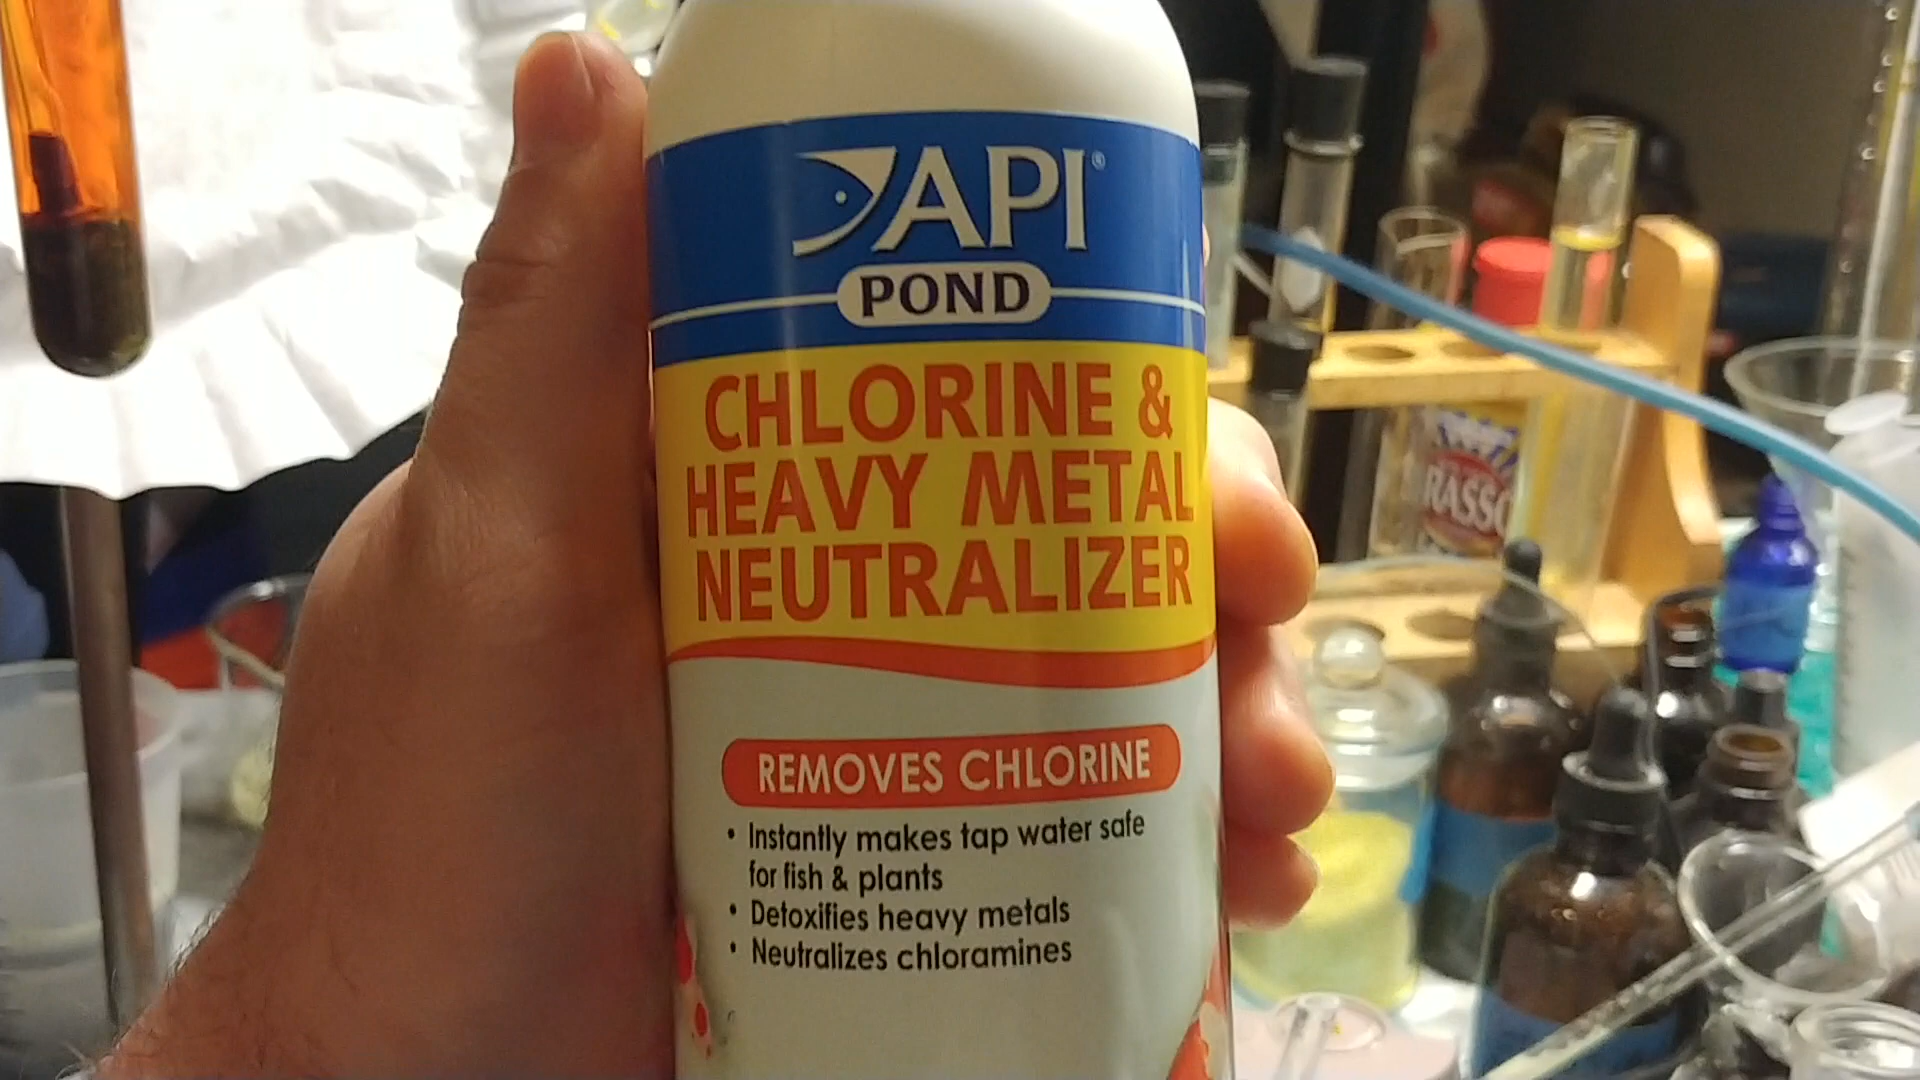 API®
POND
CHLORINE &
HEAVY METAL
NEUTRALIZER
REMOVES CHLORINE
• Instantly makes tap water safe
for fish & plants
• Detoxifies heavy metals
• Neutralizes chloramines